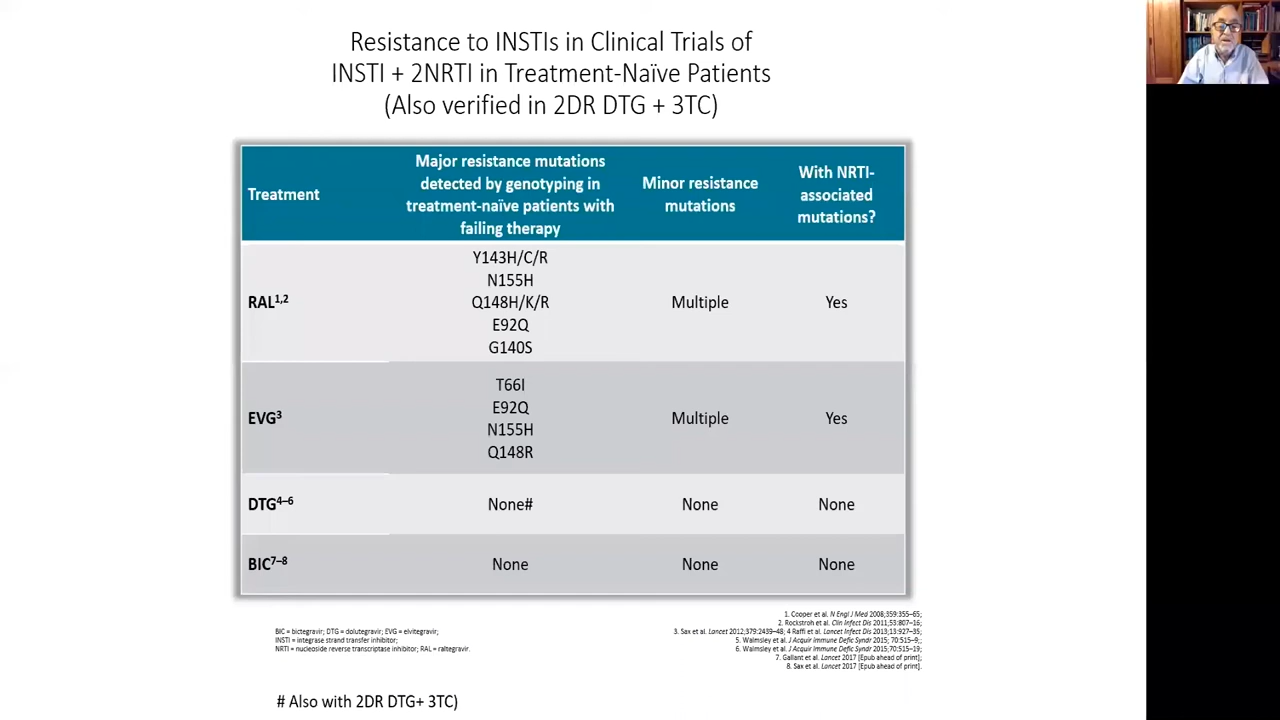 Resistance to INSTIs in Clinical Trials of
INSTI + 2NRTI in Treatment-Naïve Patients
(Also verified in 2DR DTG + 3TC)
Treatment
Major resistance mutations
detected by genotyping in
treatment-naïve patients with
failing therapy
Minor resistance
mutations
With NRTI-
associated
mutations?
RAL1,2
Y143H/C/R
N155H
Q148H/K/R
E92Q
G140S
Multiple
Yes
EVG3
T66I
E92Q
N155H
Q148R
Multiple
Yes
DTG4–6
None#
None
None
BIC7–8
None
None
None
BIC = bictegravir; DTG = dolutegravir; EVG = elvitegravir;
INSTI = integrase strand transfer inhibitor;
NRTI = nucleoside reverse transcriptase inhibitor; RAL = raltegravir.
1. Cooper et al. N Engl J Med 2008;359:355–65;
2. Rockstroh et al. Clin Infect Dis 2011;53:807–16;
3. Sax et al. Lancet 2012;379:2439–48; 4 Raffi et al. Lancet Infect Dis 2013;13:927–35;
5. Walmsley et al. J Acquir Immune Defic Syndr 2015; 70:515–9;;
6. Walmsley et al. J Acquir Immune Defic Syndr 2015;70:515–19;
7. Gallant et al. Lancet 2017 [Epub ahead of print];
8. Sax et al. Lancet 2017 [Epub ahead of print].
# Also with 2DR DTG+ 3TC)